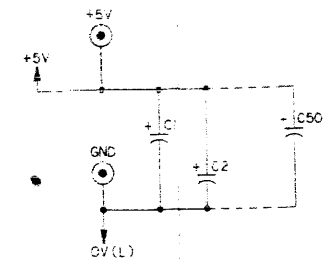 +5V
+5V
+ C1
+ C50
GND
+ C2
0V(L)